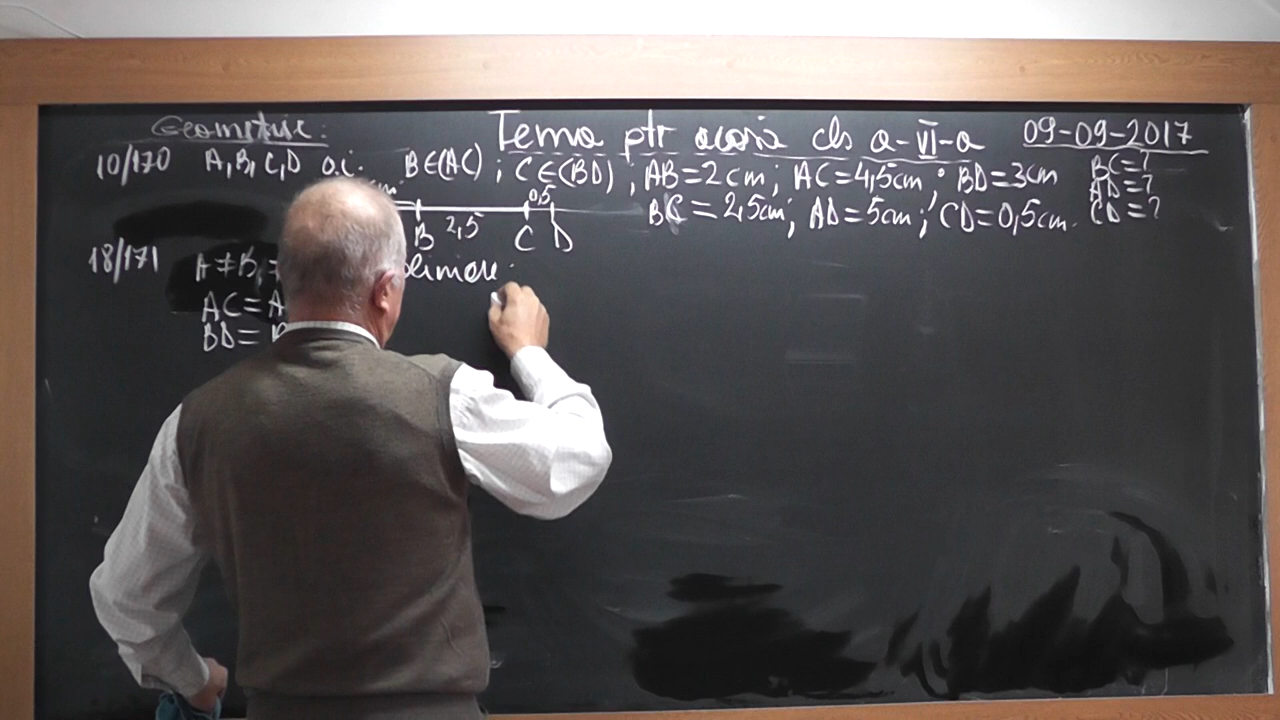 Geometrie:
Tema ptr acasă cls a-VI-a 09-09-2017
10/170 A, B, C, D a.î. B∈(AC) ; C∈(BD) ; AB=2cm; AC=4,5cm; BD=3cm
BC=?
AD=?
CD=?
cm 0,5
BC=2,5cm; AD=5cm; CD=0,5cm.
B 2,5 C D
18/171 A≠B
AC=A
BD=